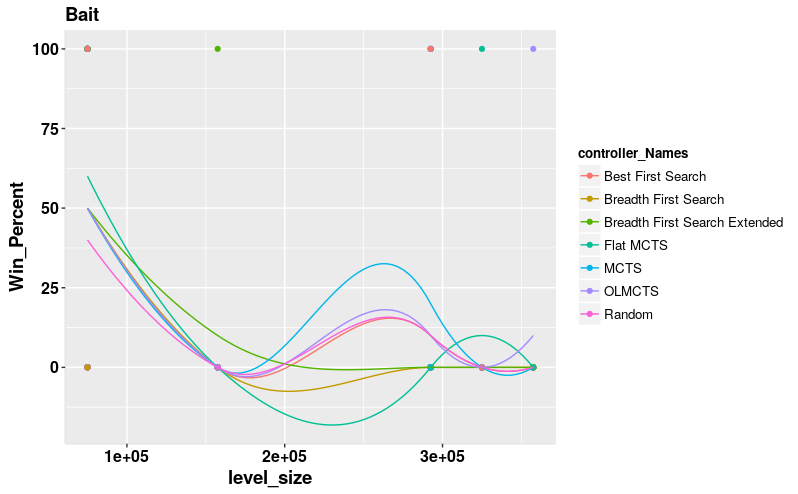 Bait
100
75
50
25
0
Win_Percent
1e+05
2e+05
3e+05
level_size
controller_Names
Best First Search
Breadth First Search
Breadth First Search Extended
Flat MCTS
MCTS
OLMCTS
Random